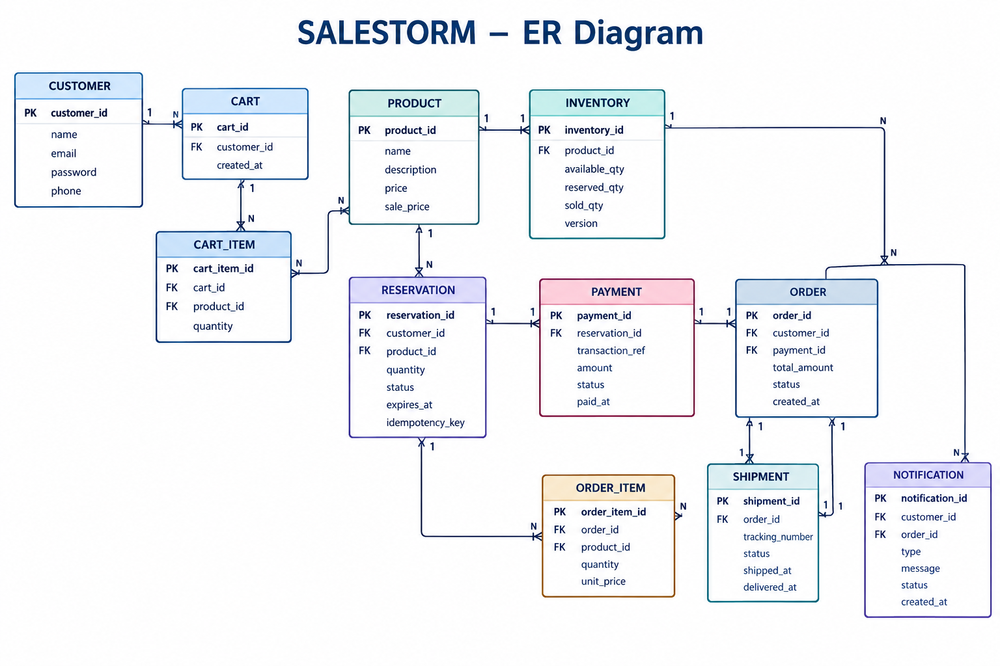 SALESTORM – ER Diagram
CUSTOMER
PK customer_id
name
email
password
phone
1
N
CART
PK cart_id
FK customer_id
created_at
1
N
CART_ITEM
PK cart_item_id
FK cart_id
FK product_id
quantity
N
N
PRODUCT
PK product_id
name
description
price
sale_price
1
1
1
N
INVENTORY
PK inventory_id
FK product_id
available_qty
reserved_qty
sold_qty
version
1
N
N
RESERVATION
PK reservation_id
FK customer_id
FK product_id
quantity
status
expires_at
idempotency_key
1
1
1
N
PAYMENT
PK payment_id
FK reservation_id
transaction_ref
amount
status
paid_at
1
1
ORDER
PK order_id
FK customer_id
FK payment_id
total_amount
status
created_at
1
1
1
ORDER_ITEM
PK order_item_id
FK order_id
FK product_id
quantity
unit_price
N
SHIPMENT
PK shipment_id
FK order_id
tracking_number
status
shipped_at
delivered_at
1
1
N
NOTIFICATION
PK notification_id
FK customer_id
FK order_id
type
message
status
created_at